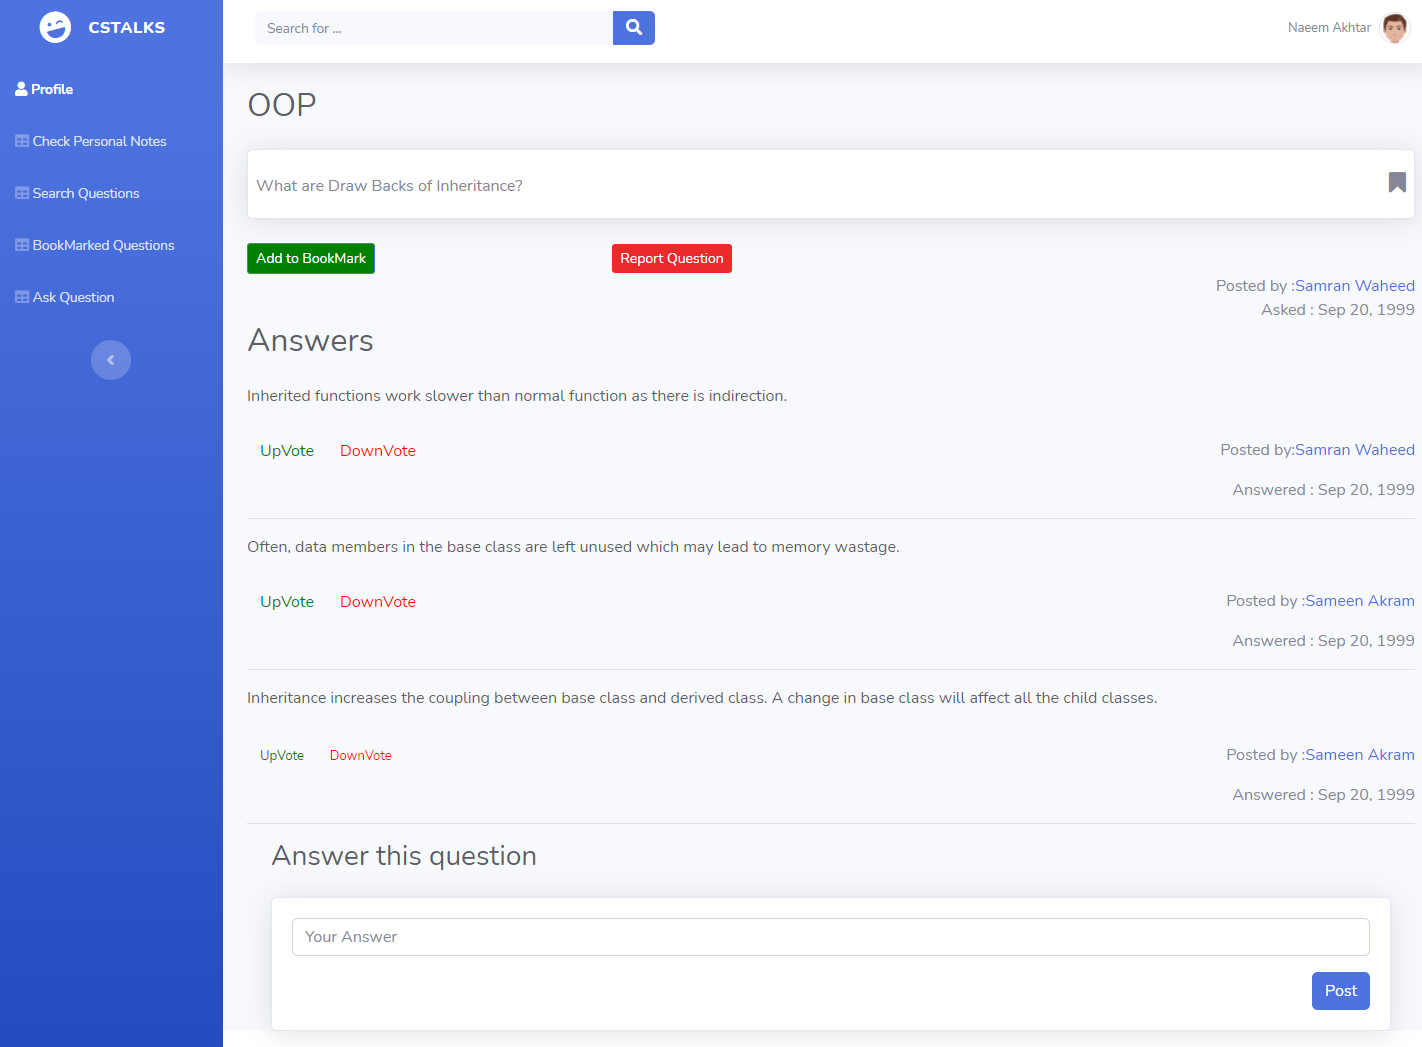 CSTALKS
Profile
Check Personal Notes
Search Questions
BookMarked Questions
Ask Question
Search for ...
Naeem Akhtar
OOP
What are Draw Backs of Inheritance?
Add to BookMark
Report Question
Posted by :Samran Waheed
Asked : Sep 20, 1999
Answers
Inherited functions work slower than normal function as there is indirection.
UpVote DownVote
Posted by:Samran Waheed
Answered : Sep 20, 1999
Often, data members in the base class are left unused which may lead to memory wastage.
UpVote DownVote
Posted by :Sameen Akram
Answered : Sep 20, 1999
Inheritance increases the coupling between base class and derived class. A change in base class will affect all the child classes.
UpVote DownVote
Posted by :Sameen Akram
Answered : Sep 20, 1999
Answer this question
Your Answer
Post